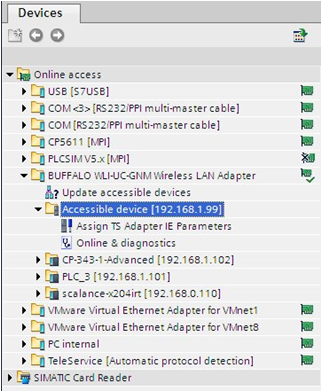 Devices
Online access
USB [S7USB]
COM <3> [RS232/PPI multi-master cable]
COM [RS232/PPI multi-master cable]
CP5611 [MPI]
PLCSIM V5.x [MPI]
BUFFALO WLI-UC-GNM Wireless LAN Adapter
Update accessible devices
Accessible device [192.168.1.99]
Assign TS Adapter IE Parameters
Online & diagnostics
CP-343-1-Advanced [192.168.1.102]
PLC_3 [192.168.1.101]
scalance-x204irt [192.168.0.110]
VMware Virtual Ethernet Adapter for VMnet1
VMware Virtual Ethernet Adapter for VMnet8
PC internal
TeleService [Automatic protocol detection]
SIMATIC Card Reader